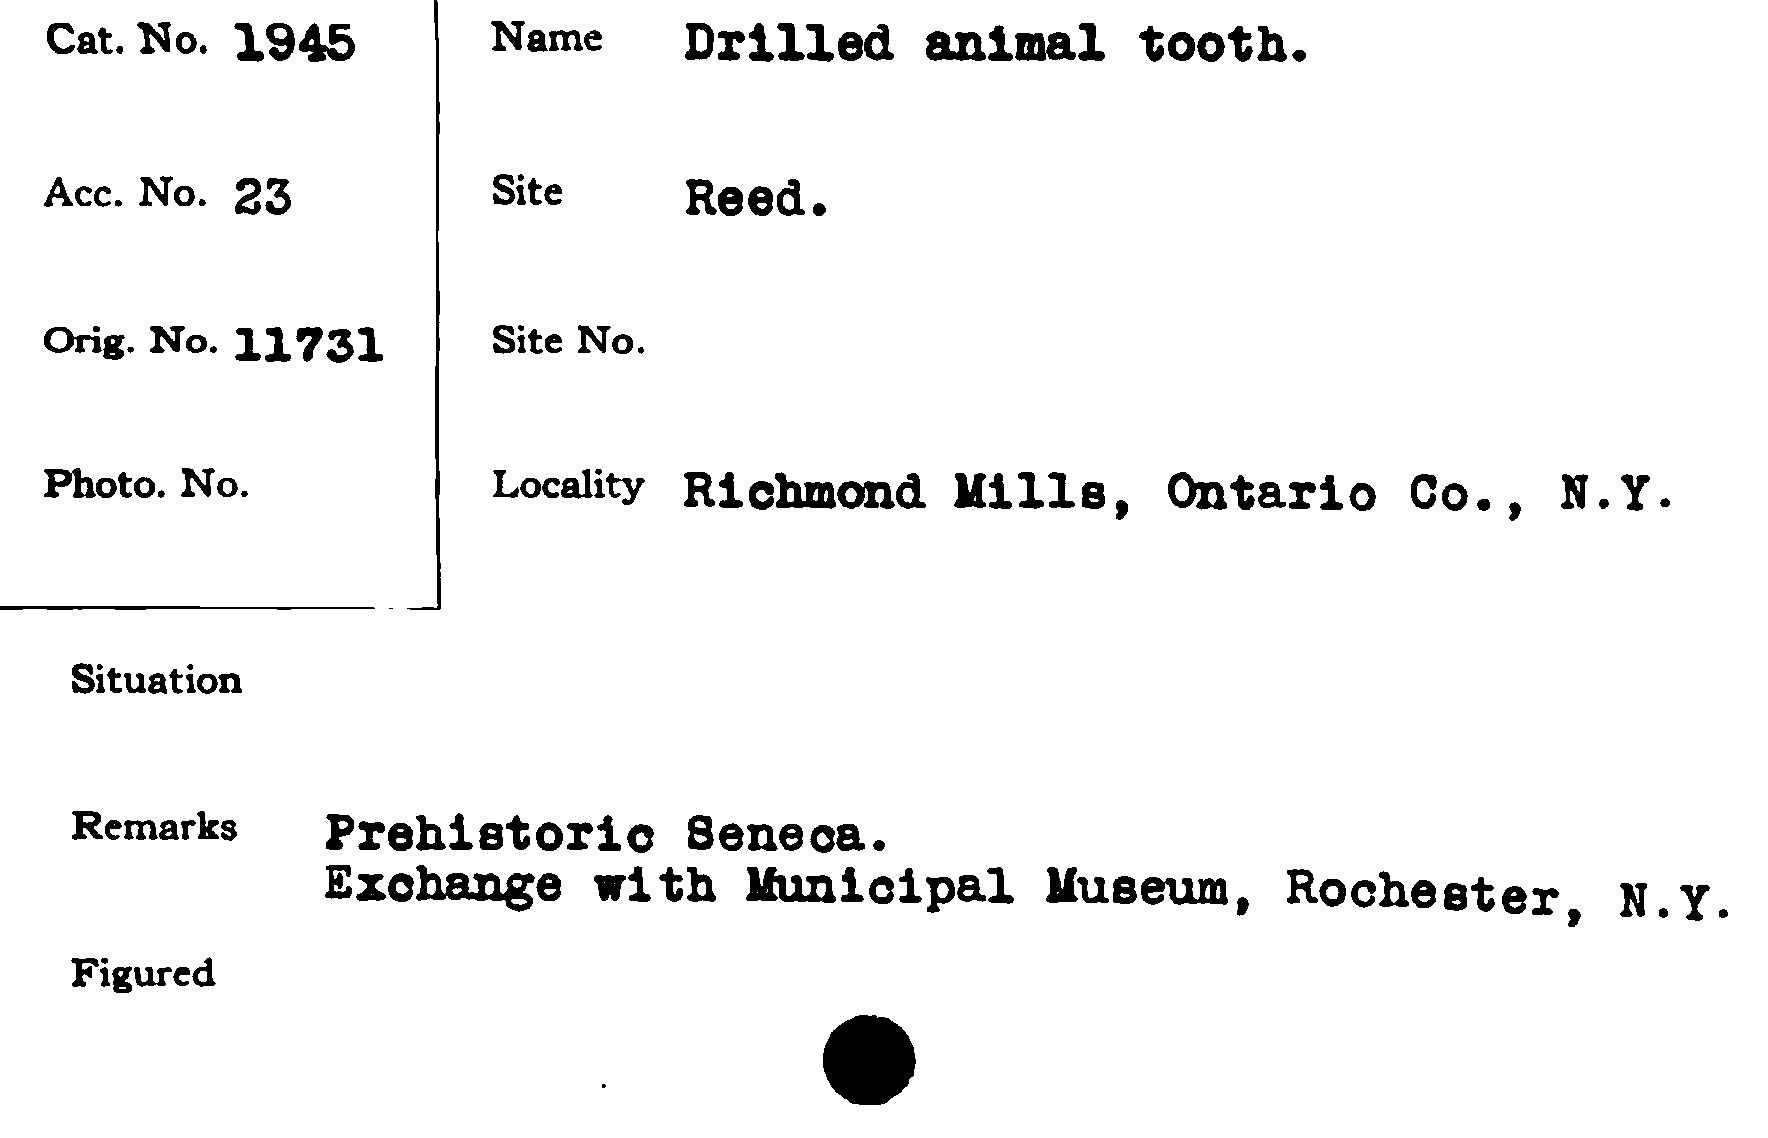 Cat. No. 1945
Name Drilled animal tooth.
Acc. No. 23
Site Reed.
Orig. No. 11731
Site No.
Photo. No.
Locality Richmond Mills, Ontario Co., N.Y.
Situation
Remarks Prehistoric Seneca.
Exchange with Municipal Museum, Rochester, N.Y.
Figured